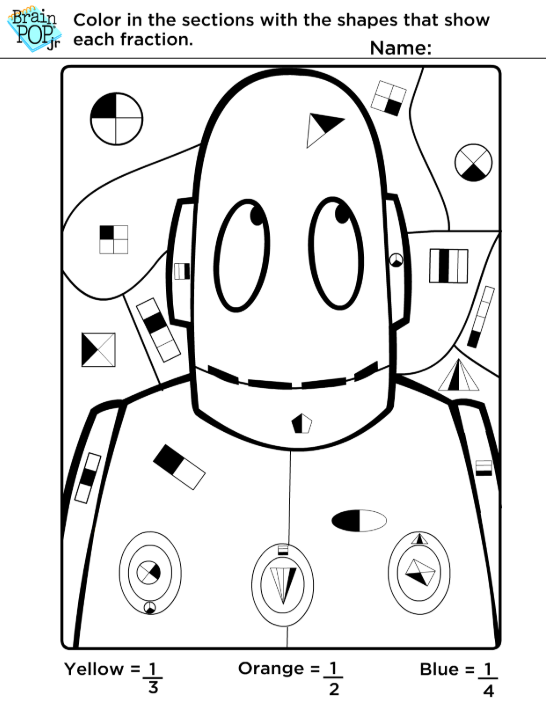 Brain
POP jr
Color in the sections with the shapes that show
each fraction.
Name:
Yellow = 1/3
Orange = 1/2
Blue = 1/4